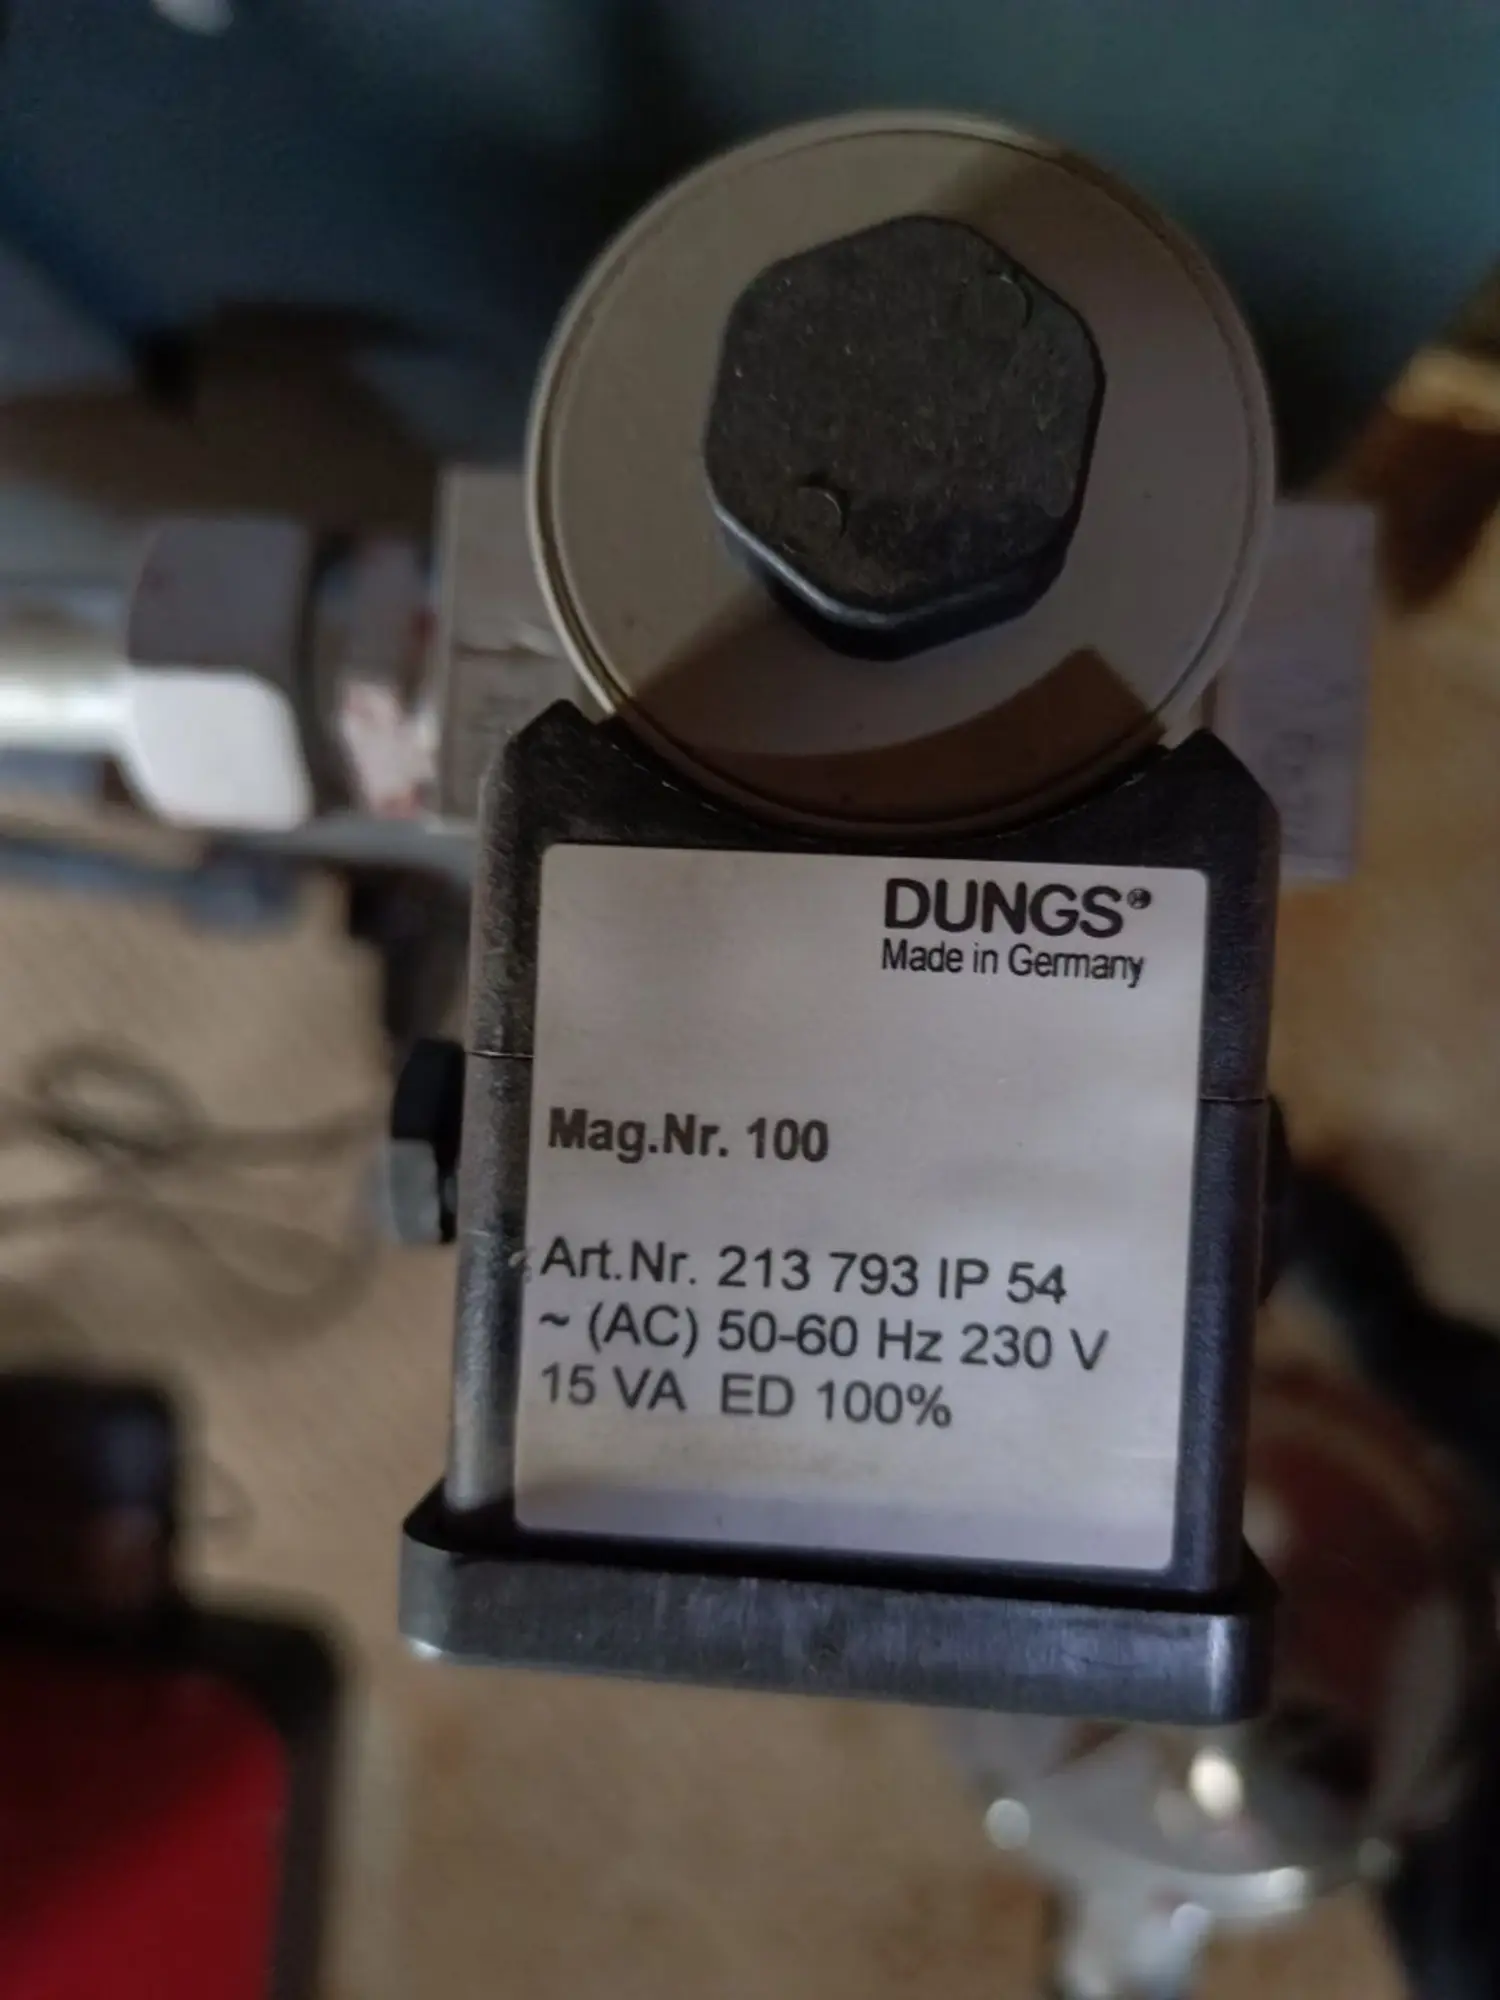 DUNGS®
Made in Germany
Mag.Nr. 100
Art.Nr. 213 793 IP 54
~ (AC) 50-60 Hz 230 V
15 VA ED 100%